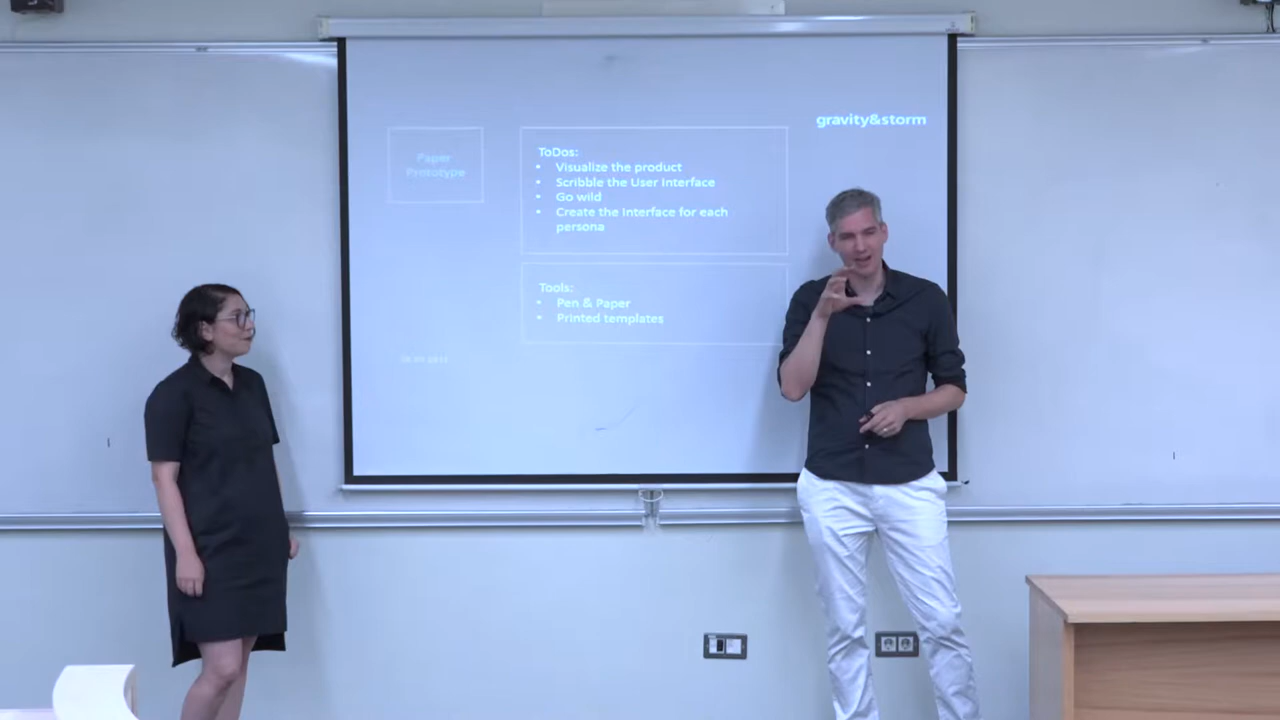 gravity&storm
Paper
Prototype
ToDos:
• Visualize the product
• Scribble the User Interface
• Go wild
• Create the Interface for each
persona
Tools:
• Pen & Paper
• Printed templates